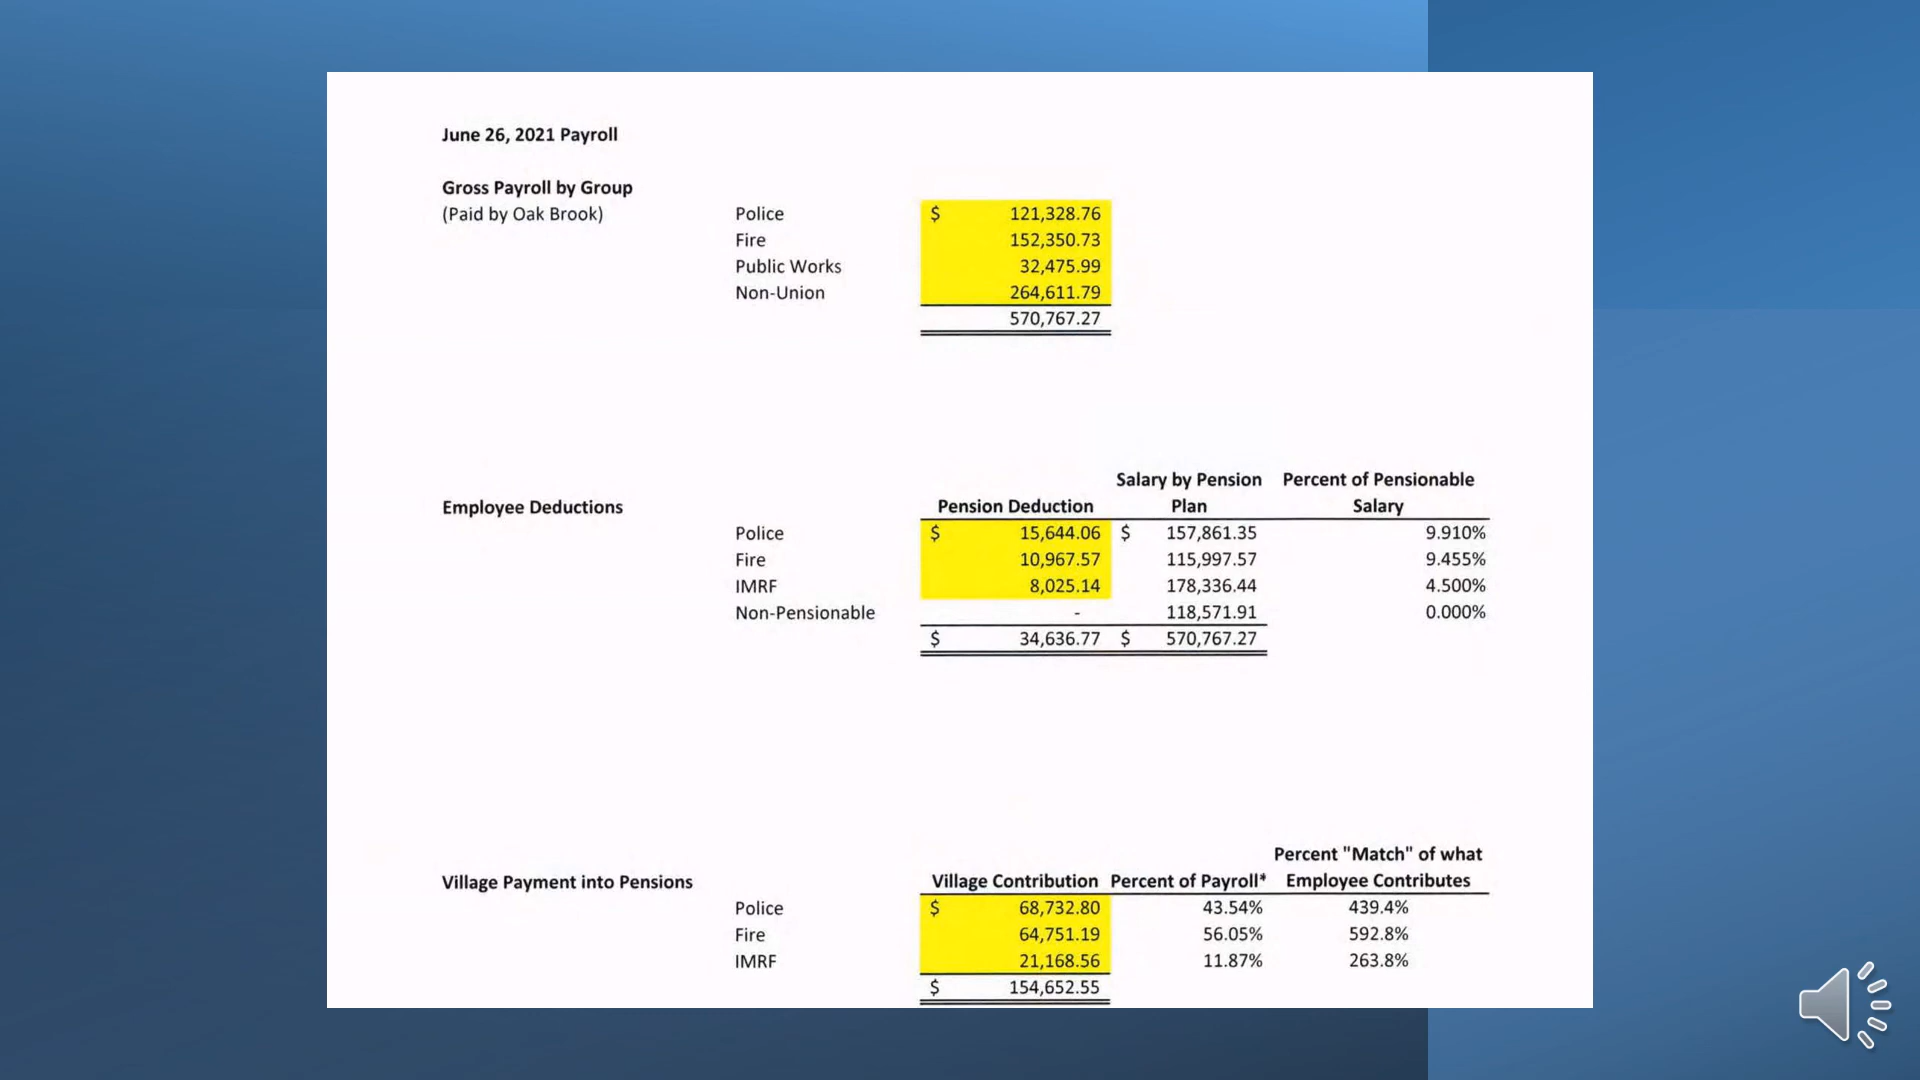 June 26, 2021 Payroll
Gross Payroll by Group
(Paid by Oak Brook) Police $ 121,328.76
Fire 152,350.73
Public Works 32,475.99
Non-Union 264,611.79
570,767.27
Salary by Pension Percent of Pensionable
Employee Deductions Pension Deduction Plan Salary
Police $ 15,644.06 $ 157,861.35 9.910%
Fire 10,967.57 115,997.57 9.455%
IMRF 8,025.14 178,336.44 4.500%
Non-Pensionable - 118,571.91 0.000%
$ 34,636.77 $ 570,767.27
Percent "Match" of what
Village Payment into Pensions Village Contribution Percent of Payroll* Employee Contributes
Police $ 68,732.80 43.54% 439.4%
Fire 64,751.19 56.05% 592.8%
IMRF 21,168.56 11.87% 263.8%
$ 154,652.55